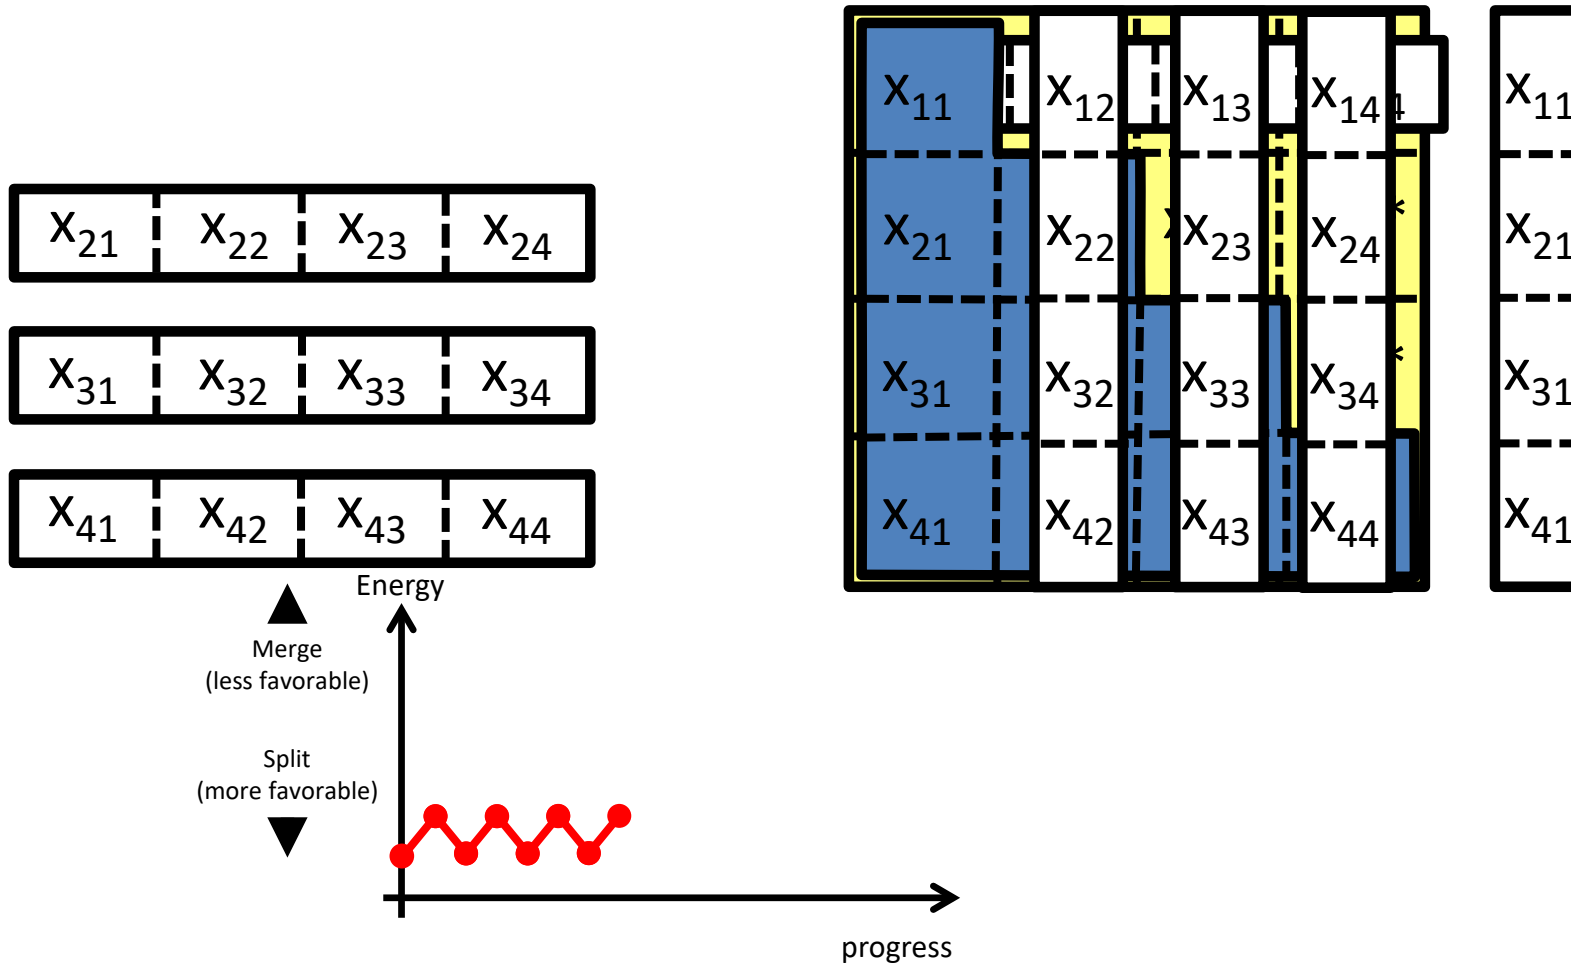 x11 x12 x13 x14 4 x11
x21 x22 x23 x24 x21 x22 x23 x24 * x21
x31 x32 x33 x34 x31 x32 x33 x34 * x31
x41 x42 x43 x44 x41 x42 x43 x44 x41
Energy
Merge
(less favorable)
Split
(more favorable)
progress